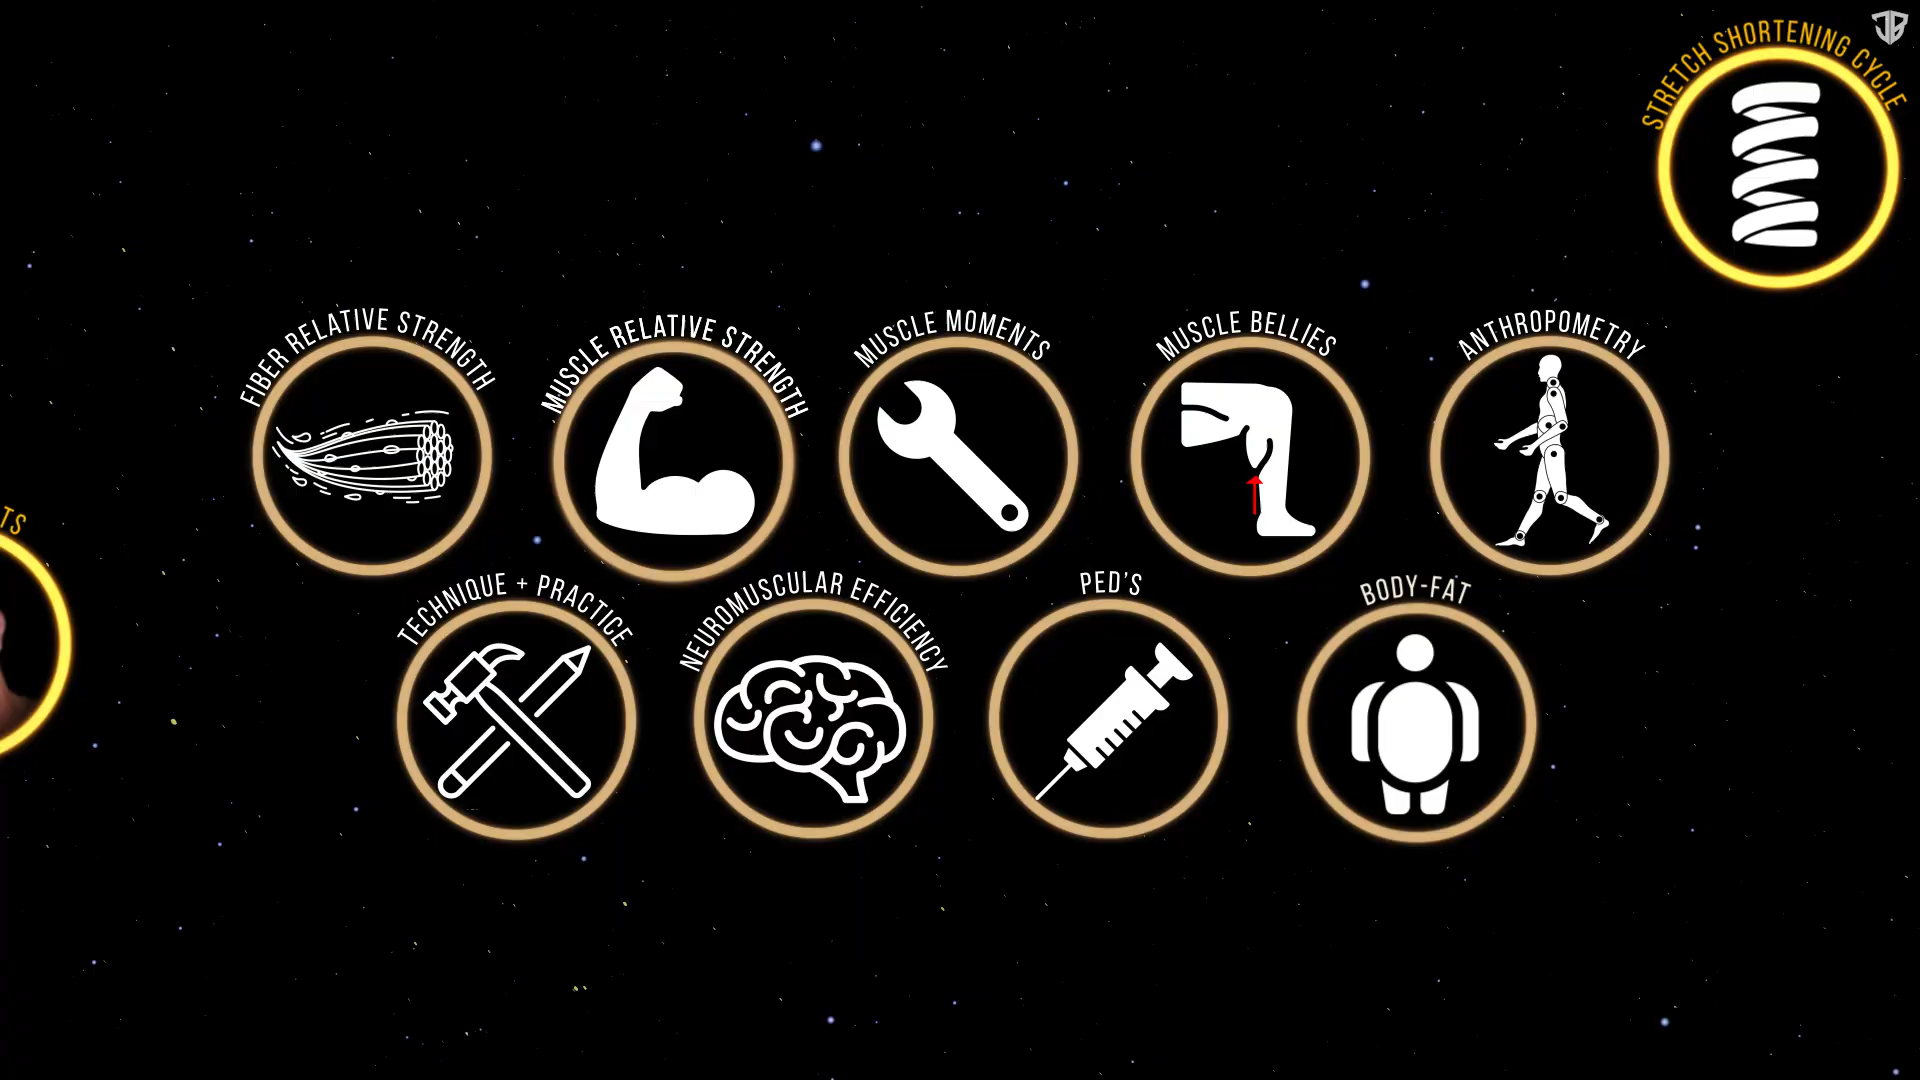 STRETCH SHORTENING CYCLE
FIBER RELATIVE STRENGTH
MUSCLE RELATIVE STRENGTH
MUSCLE MOMENTS
MUSCLE BELLIES
ANTHROPOMETRY
TS
TECHNIQUE + PRACTICE
NEUROMUSCULAR EFFICIENCY
PED'S
BODY-FAT